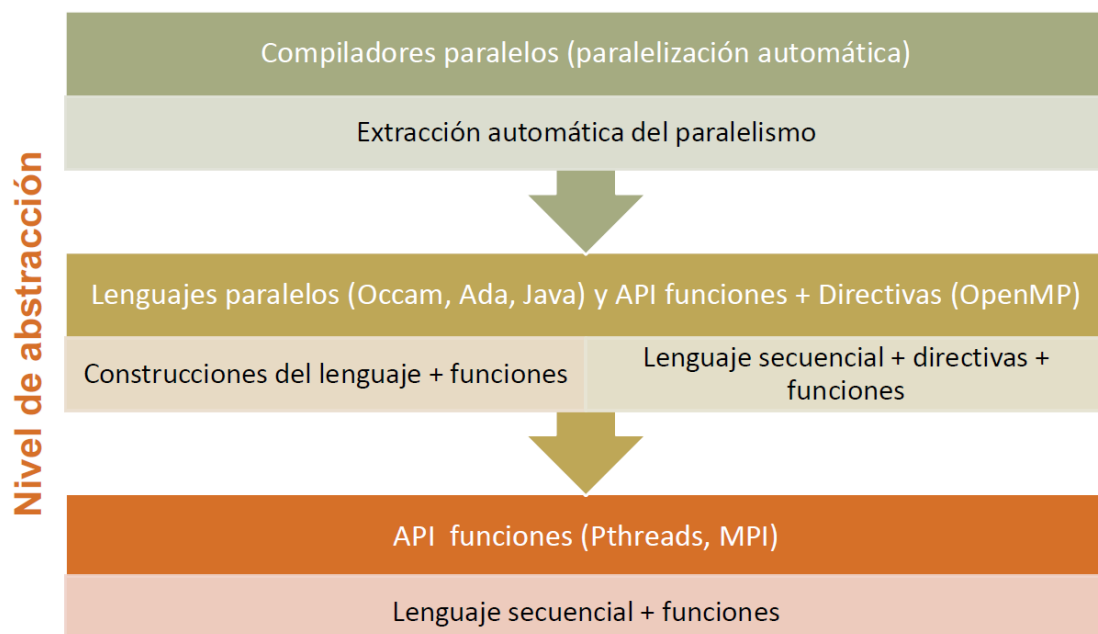 Nivel de abstracción
Compiladores paralelos (paralelización automática)
Extracción automática del paralelismo
Lenguajes paralelos (Occam, Ada, Java) y API funciones + Directivas (OpenMP)
Construcciones del lenguaje + funciones
Lenguaje secuencial + directivas +
funciones
API funciones (Pthreads, MPI)
Lenguaje secuencial + funciones